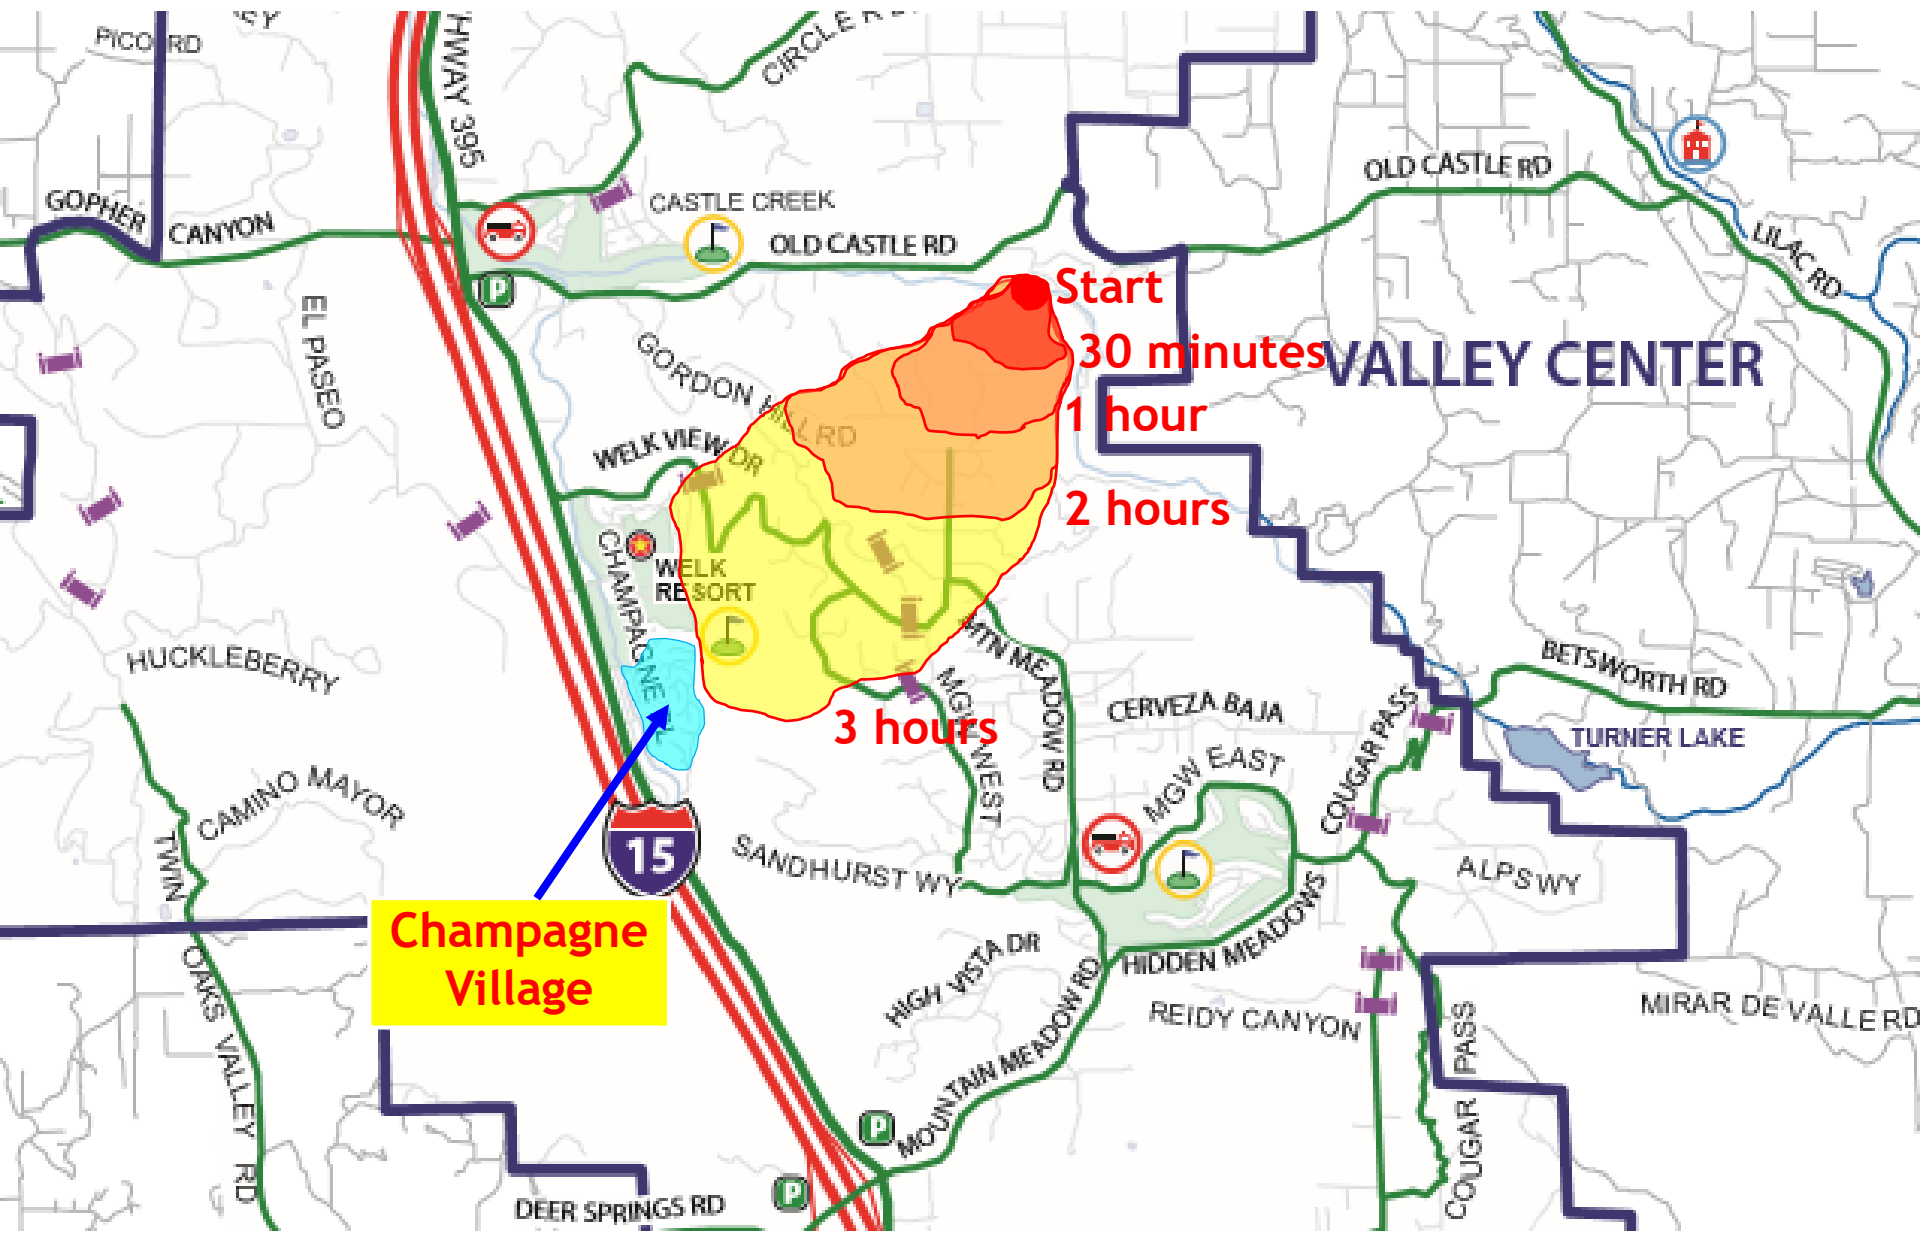 PICO RD
EY
HWAY 395
CIRCLE R D
GOPHER
CANYON
CASTLE CREEK
OLD CASTLE RD
OLD CASTLE RD
LILAC RD
P
EL PASEO
Start
30 minutes
VALLEY CENTER
GORDON HILL RD
1 hour
WELK VIEW DR
2 hours
CHAMPAGNE BL
WELK
RESORT
HUCKLEBERRY
MTN MEADOW RD
MGW WEST
3 hours
CERVEZA BAJA
BETSWORTH RD
TURNER LAKE
COUGAR PASS
MGW EAST
CAMINO MAYOR
TWIN
OAKS VALLEY RD
15
SANDHURST WY
ALPS WY
Champagne
Village
HIGH VISTA DR
HIDDEN MEADOWS
REIDY CANYON
MIRAR DE VALLE RD
COUGAR PASS
MOUNTAIN MEADOW RD
P
P
DEER SPRINGS RD